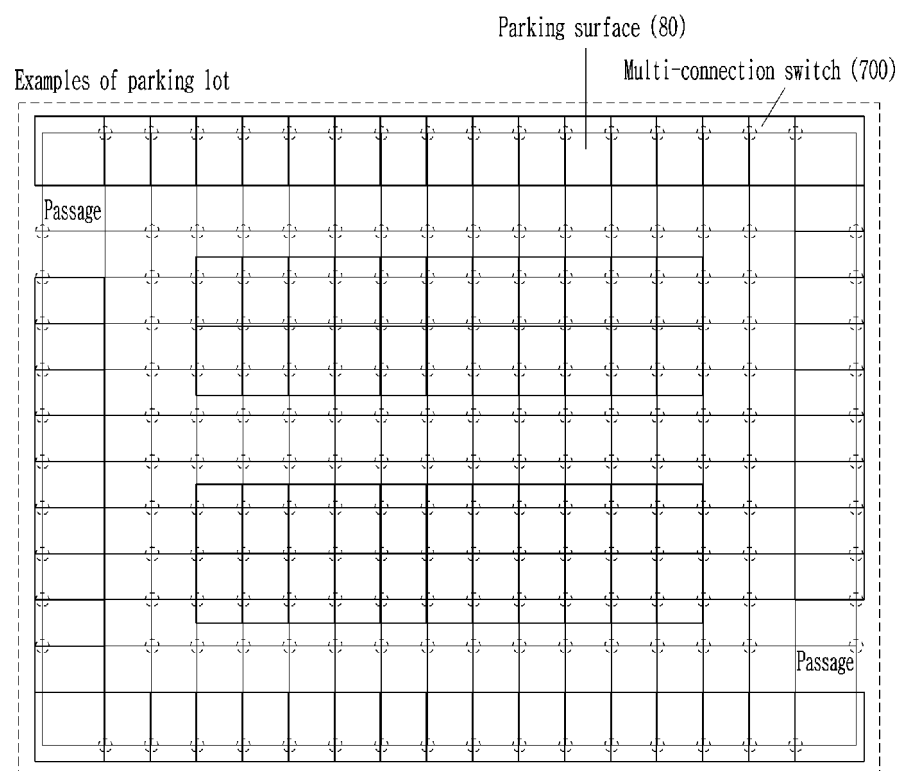 Parking surface (80)
Multi-connection switch (700)
Examples of parking lot
Passage
Passage